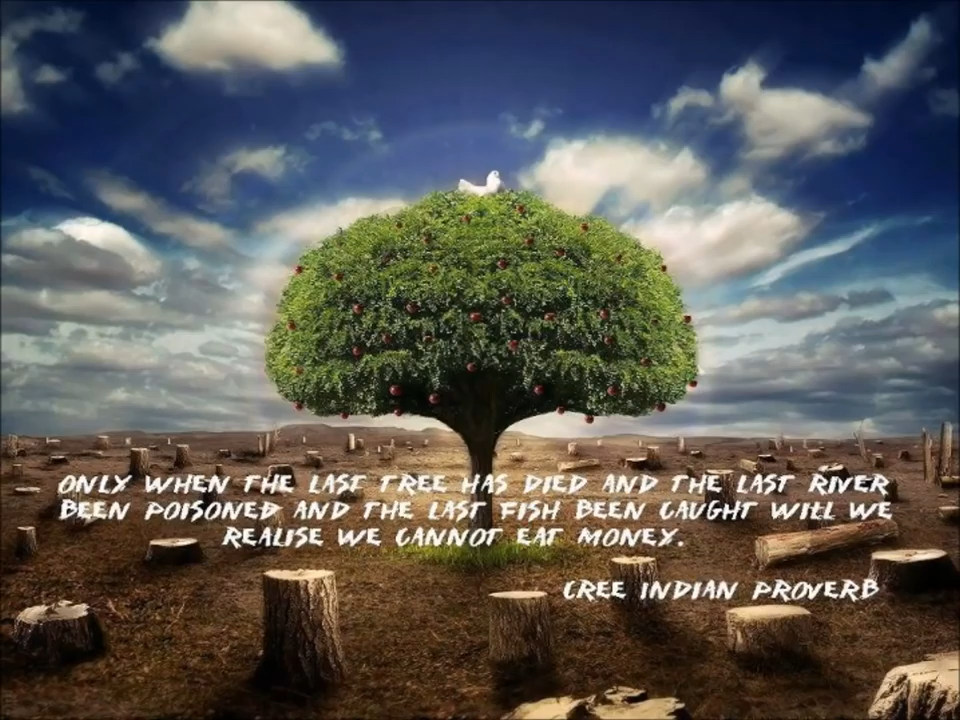 ONLY WHEN THE LAST TREE HAS DIED AND THE LAST RIVER
BEEN POISONED AND THE LAST FISH BEEN CAUGHT WILL WE
REALISE WE CANNOT EAT MONEY.
CREE INDIAN PROVERB